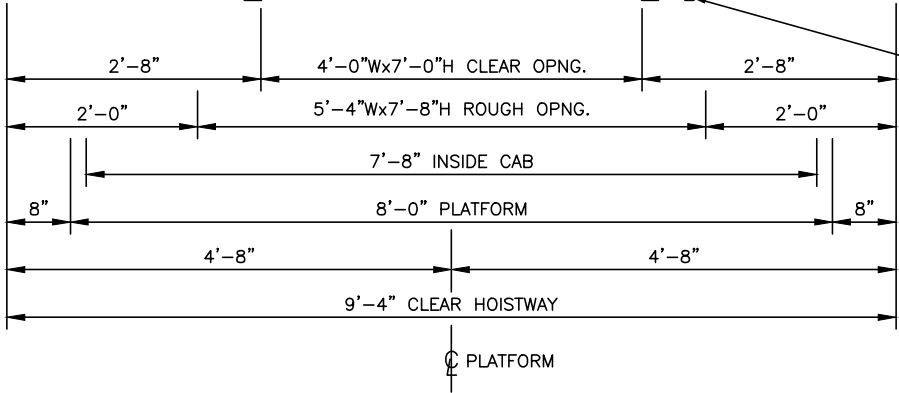 2'-8" 4'-0"Wx7'-0"H CLEAR OPNG. 2'-8"
2'-0" 5'-4"Wx7'-8"H ROUGH OPNG. 2'-0"
7'-8" INSIDE CAB
8" 8'-0" PLATFORM 8"
4'-8" 4'-8"
9'-4" CLEAR HOISTWAY
℄ PLATFORM